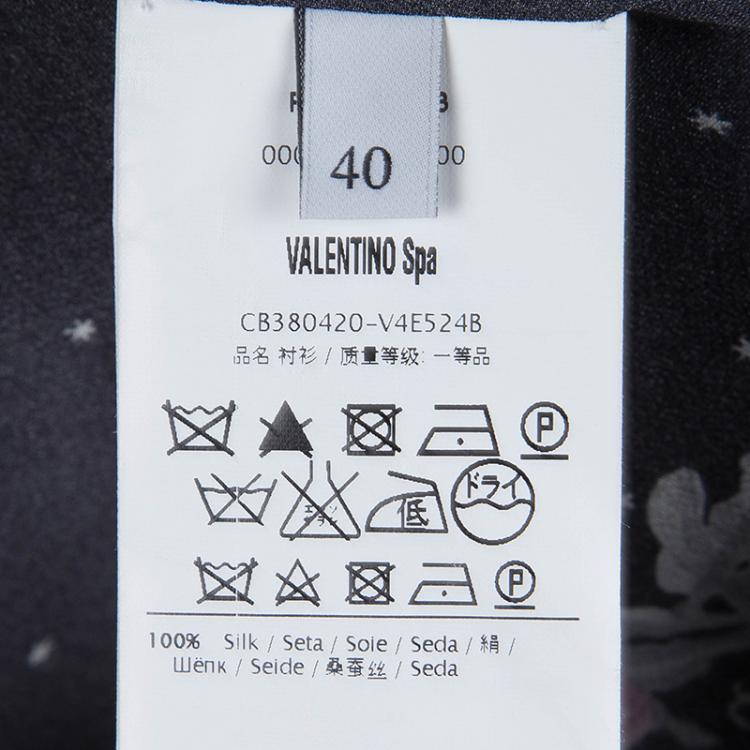 40
VALENTINO Spa
CB380420-V4E524B
品名 衬衫 / 质量等级: 一等品
P
低 ドライ
P
100% Silk / Seta / Soie / Seda / 絹 /
Шёлк / Seide / 桑蚕丝 / Seda